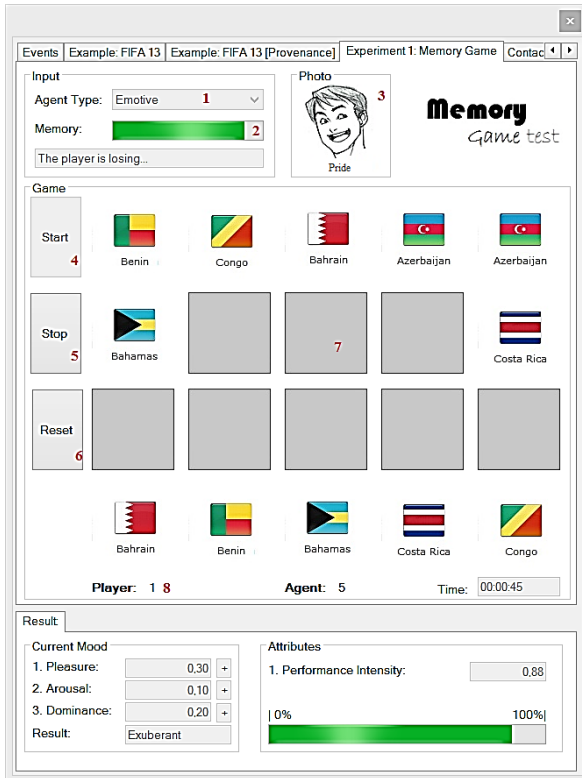 Events Example: FIFA 13 Example: FIFA 13 [Provenance] Experiment 1: Memory Game Contac
Input
Agent Type: Emotive 1
Memory: 2
The player is losing...
Photo
3
Pride
Memory
Game test
Game
Start
4
Benin
Congo
Bahrain
Azerbaijan
Azerbaijan
Stop
5
Bahamas
7
Costa Rica
Reset
6
Bahrain
Benin
Bahamas
Costa Rica
Congo
Player: 1 8
Agent: 5
Time: 00:00:45
Result
Current Mood
1. Pleasure: 0,30 +
2. Arousal: 0,10 +
3. Dominance: 0,20 +
Result: Exuberant
Attributes
1. Performance Intensity: 0,88
|0% 100%|